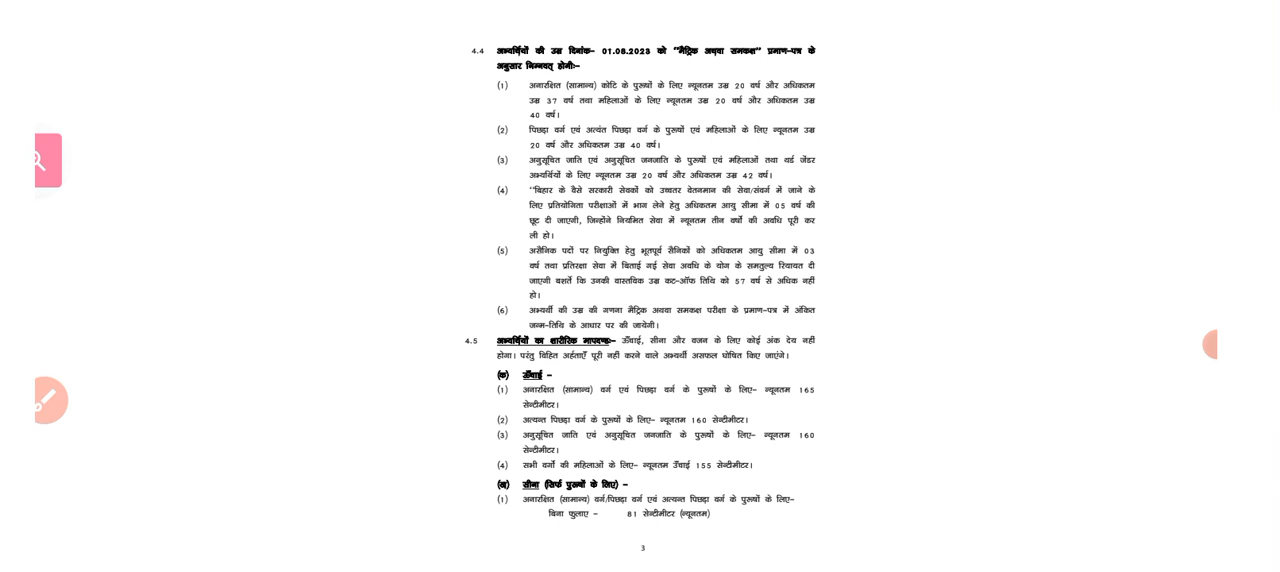 4.4 अभ्यर्थियों की उम्र दिनांक- 01.08.2023 को "मैट्रिक अथवा समकक्ष" प्रमाण-पत्र के
अनुसार निम्नवत् होगीः-
(1) अनारक्षित (सामान्य) कोटि के पुरूषों के लिए न्यूनतम उम्र 20 वर्ष और अधिकतम
उम्र 37 वर्ष तथा महिलाओं के लिए न्यूनतम उम्र 20 वर्ष और अधिकतम उम्र
40 वर्ष।
(2) पिछड़ा वर्ग एवं अत्यंत पिछड़ा वर्ग के पुरूषों एवं महिलाओं के लिए न्यूनतम उम्र
20 वर्ष और अधिकतम उम्र 40 वर्ष।
(3) अनुसूचित जाति एवं अनुसूचित जनजाति के पुरूषों एवं महिलाओं तथा थर्ड जेंडर
अभ्यर्थियों के लिए न्यूनतम उम्र 20 वर्ष और अधिकतम उम्र 42 वर्ष।
(4) "बिहार के वैसे सरकारी सेवकों को उच्चतर वेतनमान की सेवा/संवर्ग में जाने के
लिए प्रतियोगिता परीक्षाओं में भाग लेने हेतु अधिकतम आयु सीमा में 05 वर्ष की
छूट दी जाएगी, जिन्होंने नियमित सेवा में न्यूनतम तीन वर्षों की अवधि पूरी कर
ली हो।
(5) असैनिक पदों पर नियुक्ति हेतु भूतपूर्व सैनिकों को अधिकतम आयु सीमा में 03
वर्ष तथा प्रतिरक्षा सेवा में बिताई गई सेवा अवधि के योग के समतुल्य रियायत दी
जाएगी बशर्ते कि उनकी वास्तविक उम्र कट-ऑफ तिथि को 57 वर्ष से अधिक नहीं
हो।
(6) अभ्यर्थी की उम्र की गणना मैट्रिक अथवा समकक्ष परीक्षा के प्रमाण-पत्र में अंकित
जन्म-तिथि के आधार पर की जायेगी।
4.5 अभ्यर्थियों का शारीरिक मापदण्डः- ऊँचाई, सीना और वजन के लिए कोई अंक देय नहीं
होगा। परंतु विहित अर्हताएँ पूरी नहीं करने वाले अभ्यर्थी असफल घोषित किए जाएंगे।
(क) ऊँचाई -
(1) अनारक्षित (सामान्य) वर्ग एवं पिछड़ा वर्ग के पुरूषों के लिए- न्यूनतम 165
सेन्टीमीटर।
(2) अत्यन्त पिछड़ा वर्ग के पुरूषों के लिए- न्यूनतम 160 सेन्टीमीटर।
(3) अनुसूचित जाति एवं अनुसूचित जनजाति के पुरूषों के लिए- न्यूनतम 160
सेन्टीमीटर।
(4) सभी वर्गो की महिलाओं के लिए- न्यूनतम उँचाई 155 सेन्टीमीटर।
(ख) सीना (सिर्फ पुरूषों के लिए) -
(1) अनारक्षित (सामान्य) वर्ग/पिछड़ा वर्ग एवं अत्यन्त पिछड़ा वर्ग के पुरूषों के लिए-
बिना फुलाए - 81 सेन्टीमीटर (न्यूनतम)
3